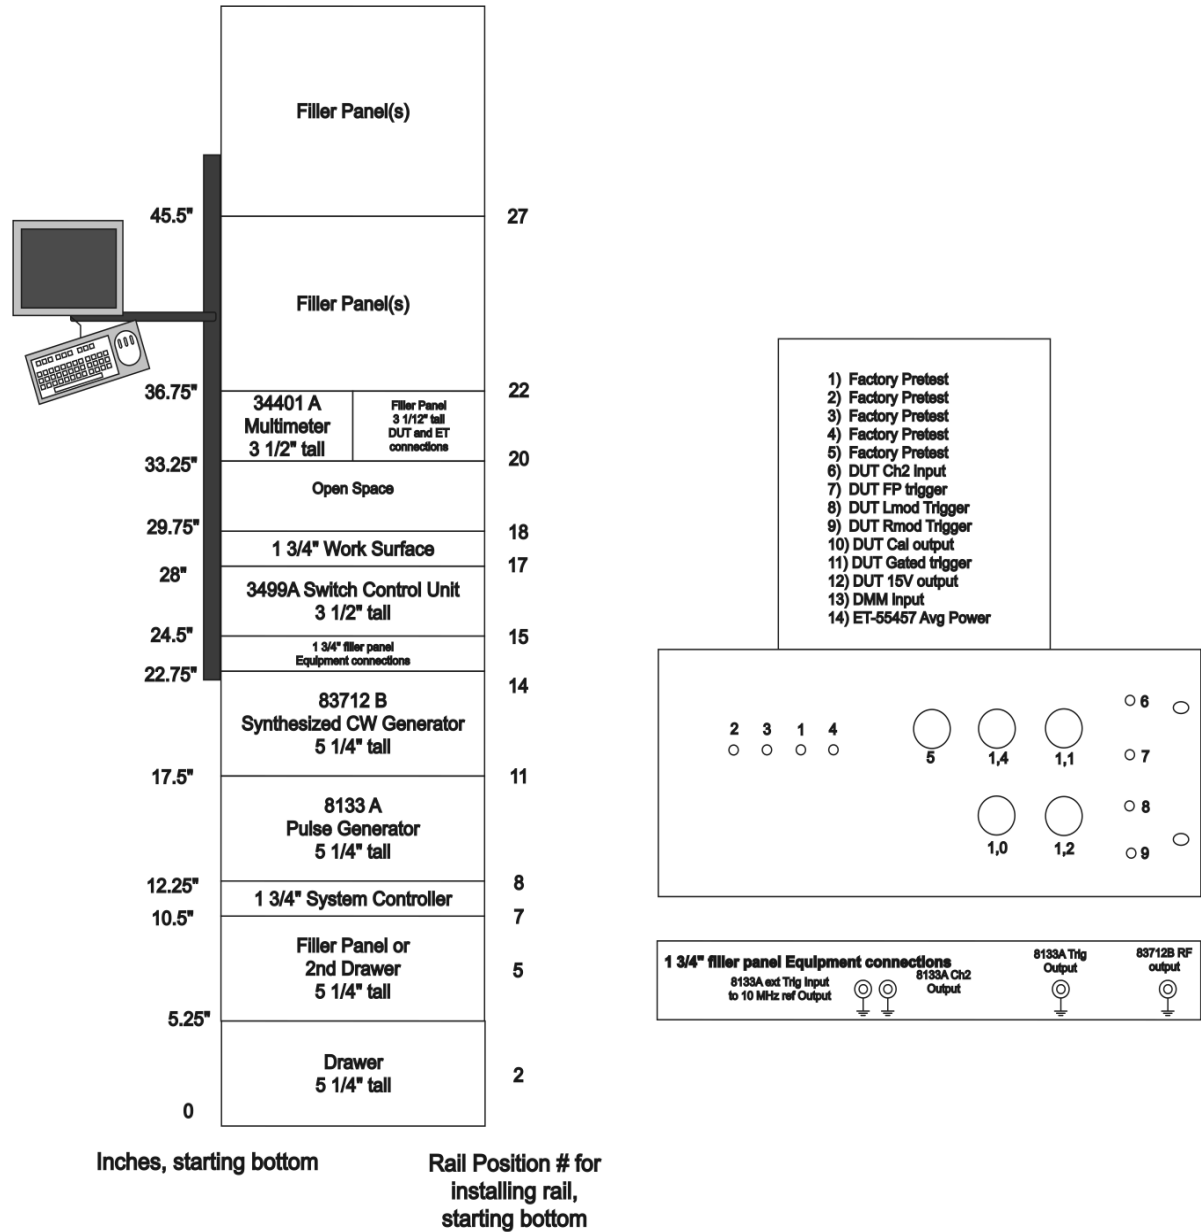 Filler Panel(s)
45.5"
27
Filler Panel(s)
36.75"
22
34401 A
Multimeter
3 1/2" tall
Filler Panel
3 1/12" tall
DUT and ET
connections
33.25"
20
Open Space
29.75"
18
1 3/4" Work Surface
17
28"
3499A Switch Control Unit
3 1/2" tall
24.5"
15
1 3/4" filler panel
Equipment connections
22.75"
14
83712 B
Synthesized CW Generator
5 1/4" tall
17.5"
11
8133 A
Pulse Generator
5 1/4" tall
12.25"
8
1 3/4" System Controller
10.5"
7
Filler Panel or
2nd Drawer
5 1/4" tall
5
5.25"
Drawer
5 1/4" tall
2
0
Inches, starting bottom
Rail Position # for
installing rail,
starting bottom
1) Factory Pretest
2) Factory Pretest
3) Factory Pretest
4) Factory Pretest
5) Factory Pretest
6) DUT Ch2 Input
7) DUT FP trigger
8) DUT Lmod Trigger
9) DUT Rmod Trigger
10) DUT Cal output
11) DUT Gated trigger
12) DUT 15V output
13) DMM Input
14) ET-55457 Avg Power
2 3 1 4
5 1,4 1,1
1,0 1,2
6
7
8
9
1 3/4" filler panel Equipment connections
8133A ext Trig Input
to 10 MHz ref Output
8133A Ch2
Output
8133A Trig
Output
83712B RF
output